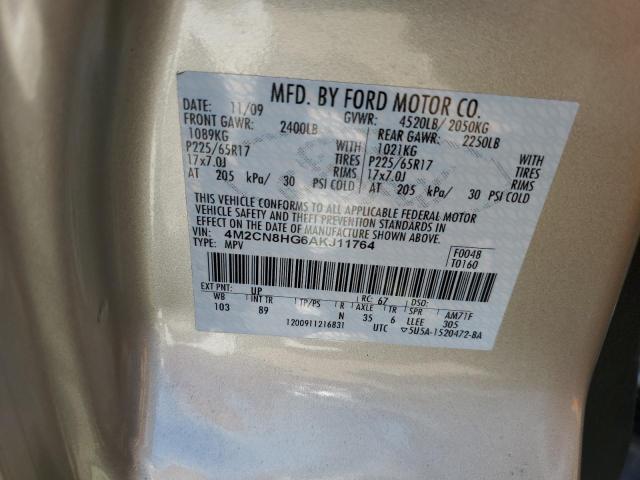 MFD. BY FORD MOTOR CO.
DATE: 11/09 GVWR: 4520LB/ 2050KG
FRONT GAWR: 2400LB REAR GAWR: 2250LB
1089KG WITH 1021KG WITH
P225/65R17 TIRES P225/65R17 TIRES
17x7.0J RIMS 17x7.0J RIMS
AT 205 kPa/ 30 PSI COLD AT 205 kPa/ 30 PSI COLD
THIS VEHICLE CONFORMS TO ALL APPLICABLE FEDERAL MOTOR
VEHICLE SAFETY AND THEFT PREVENTION STANDARDS IN
EFFECT ON THE DATE OF MANUFACTURE SHOWN ABOVE.
VIN: 4M2CN8HG6AKJ11764 F0048
TYPE: MPV T0160
EXT PNT: UP RC: 67 DSO:
WB INT TR TP/PS R AXLE TR SPR AM71F
103 89 N 35 6 LLEE 305
1200911216831 UTC ▽5U5A-1520472-BA